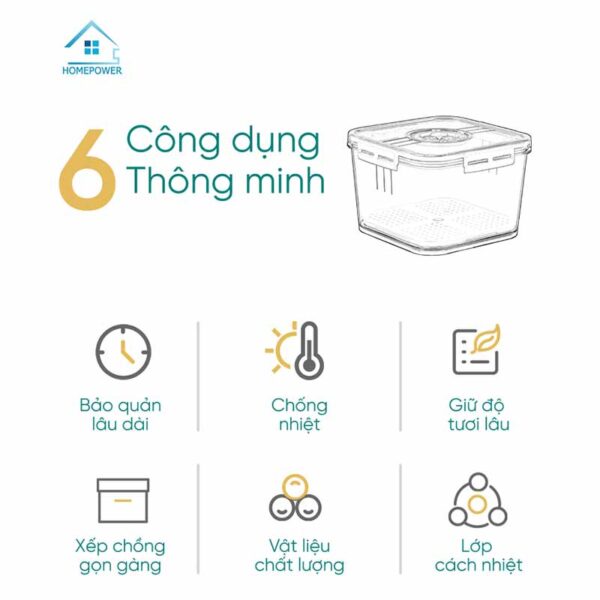 HOMEPOWER
6
Công dụng
Thông minh
Bảo quản
lâu dài
Chống
nhiệt
Giữ độ
tươi lâu
Xếp chồng
gọn gàng
Vật liệu
chất lượng
Lớp
cách nhiệt